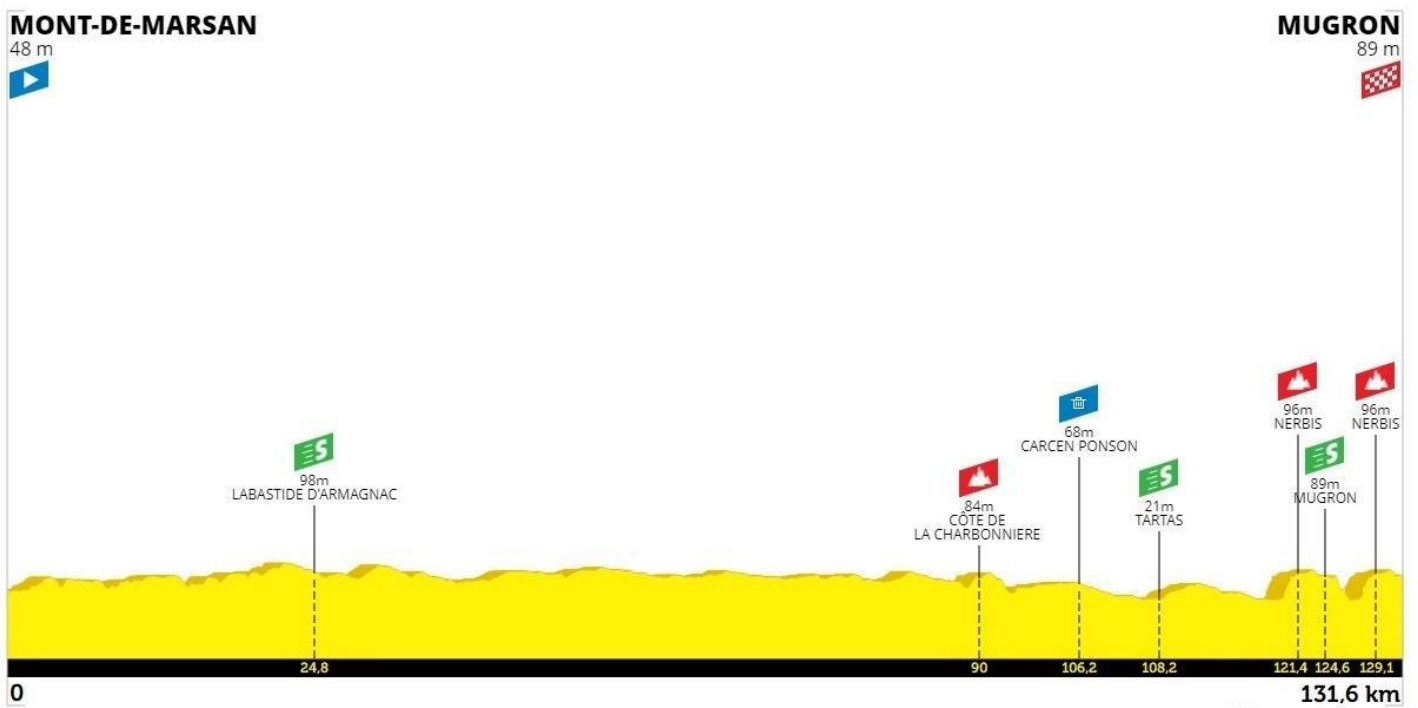 MONT-DE-MARSAN
48 m
MUGRON
89 m
S
98m
LABASTIDE D'ARMAGNAC
84m
CÔTE DE
LA CHARBONNIERE
68m
CARCEN PONSON
S
21m
TARTAS
96m
NERBIS
S
89m
MUGRON
96m
NERBIS
24,8
90
106,2
108,2
121,4
124,6
129,1
0
131,6 km